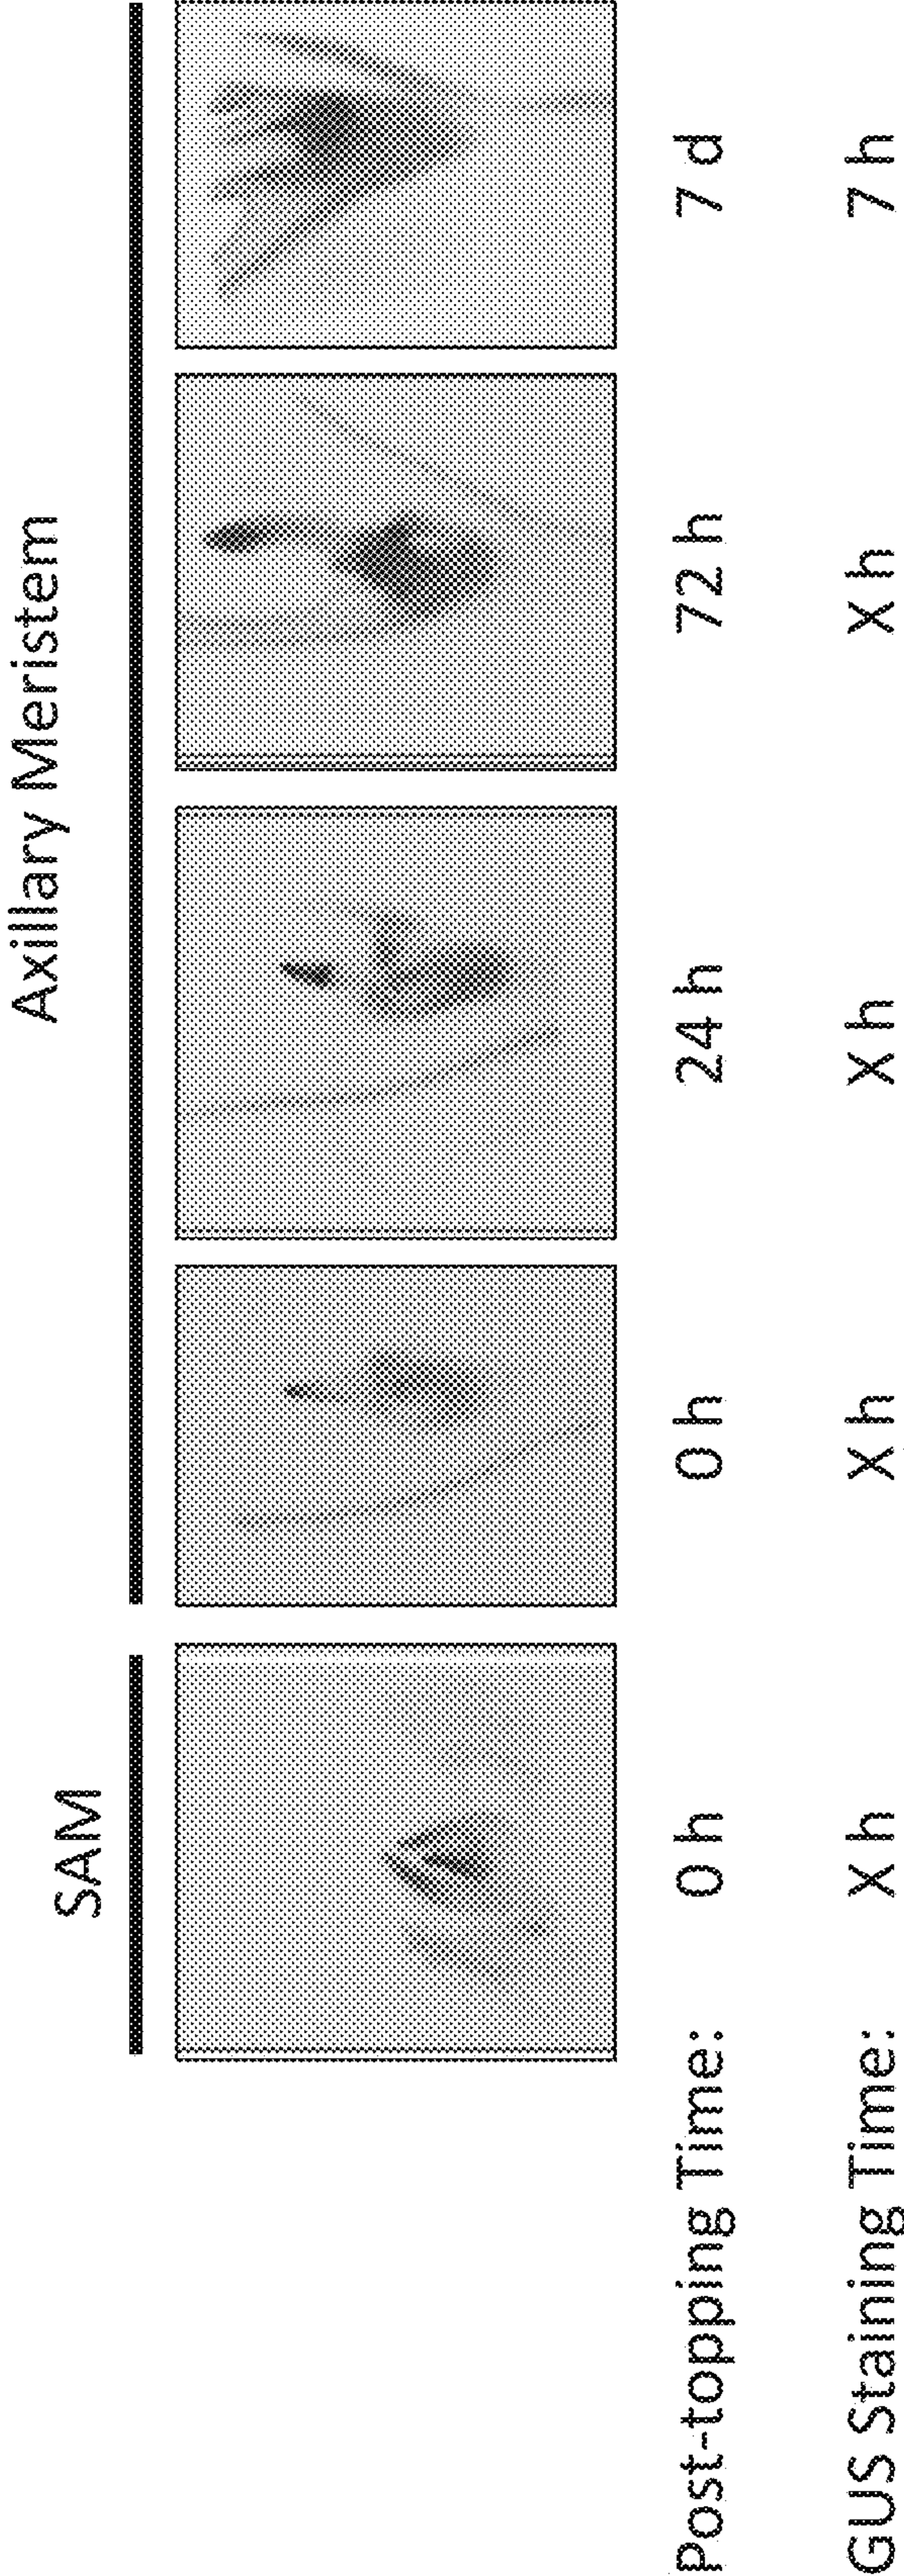 SAM Axillary Meristem
Post-topping Time: 0 h 0 h 24 h 72 h 7 d
GUS Staining Time: X h X h X h X h 7 h